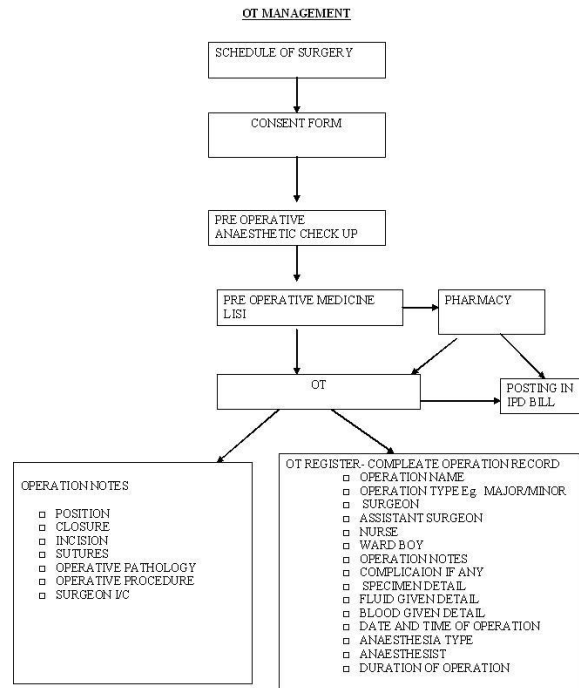 OT MANAGEMENT
SCHEDULE OF SURGERY
CONSENT FORM
PRE OPERATIVE
ANAESTHETIC CHECK UP
PRE OPERATIVE MEDICINE
LISI
PHARMACY
OT
POSTING IN
IPD BILL
OPERATION NOTES
POSITION
CLOSURE
INCISION
SUTURES
OPERATIVE PATHOLOGY
OPERATIVE PROCEDURE
SURGEON I/C
OT REGISTER- COMPLEATE OPERATION RECORD
OPERATION NAME
OPERATION TYPE Eg. MAJOR/MINOR
SURGEON
ASSISTANT SURGEON
NURSE
WARD BOY
OPERATION NOTES
COMPLICAION IF ANY
SPECIMEN DETAIL
FLUID GIVEN DETAIL
BLOOD GIVEN DETAIL
DATE AND TIME OF OPERATION
ANAESTHESIA TYPE
ANAESTHESIST
DURATION OF OPERATION